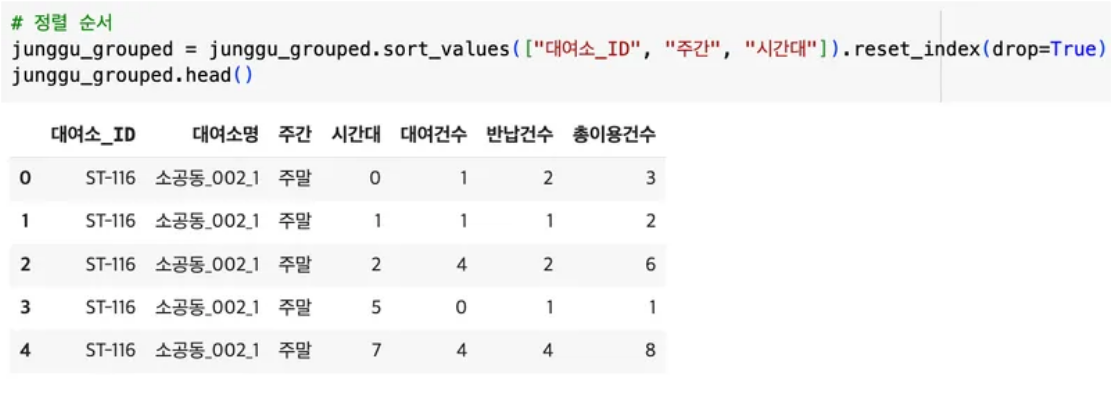 # 정렬 순서
junggu_grouped = junggu_grouped.sort_values(["대여소_ID", "주간", "시간대"]).reset_index(drop=True)
junggu_grouped.head()
대여소_ID 대여소명 주간 시간대 대여건수 반납건수 총이용건수
0 ST-116 소공동_002_1 주말 0 1 2 3
1 ST-116 소공동_002_1 주말 1 1 1 2
2 ST-116 소공동_002_1 주말 2 4 2 6
3 ST-116 소공동_002_1 주말 5 0 1 1
4 ST-116 소공동_002_1 주말 7 4 4 8